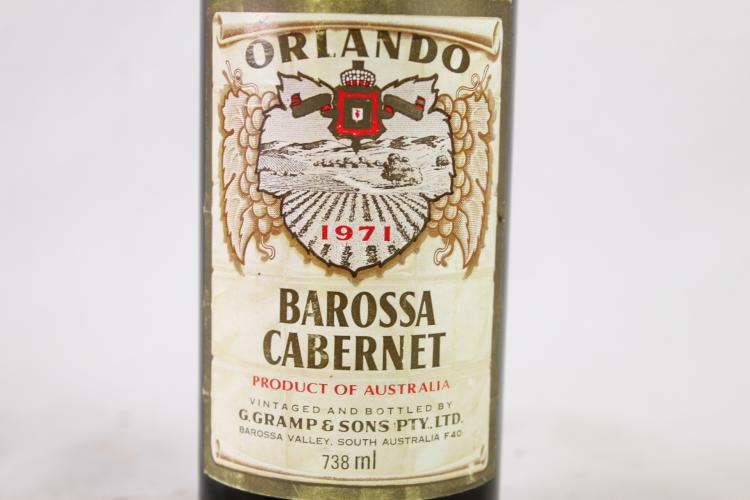 ORLANDO
1971
BAROSSA
CABERNET
PRODUCT OF AUSTRALIA
VINTAGED AND BOTTLED BY
G. GRAMP & SONS PTY. LTD.
BAROSSA VALLEY, SOUTH AUSTRALIA F40
738 ml